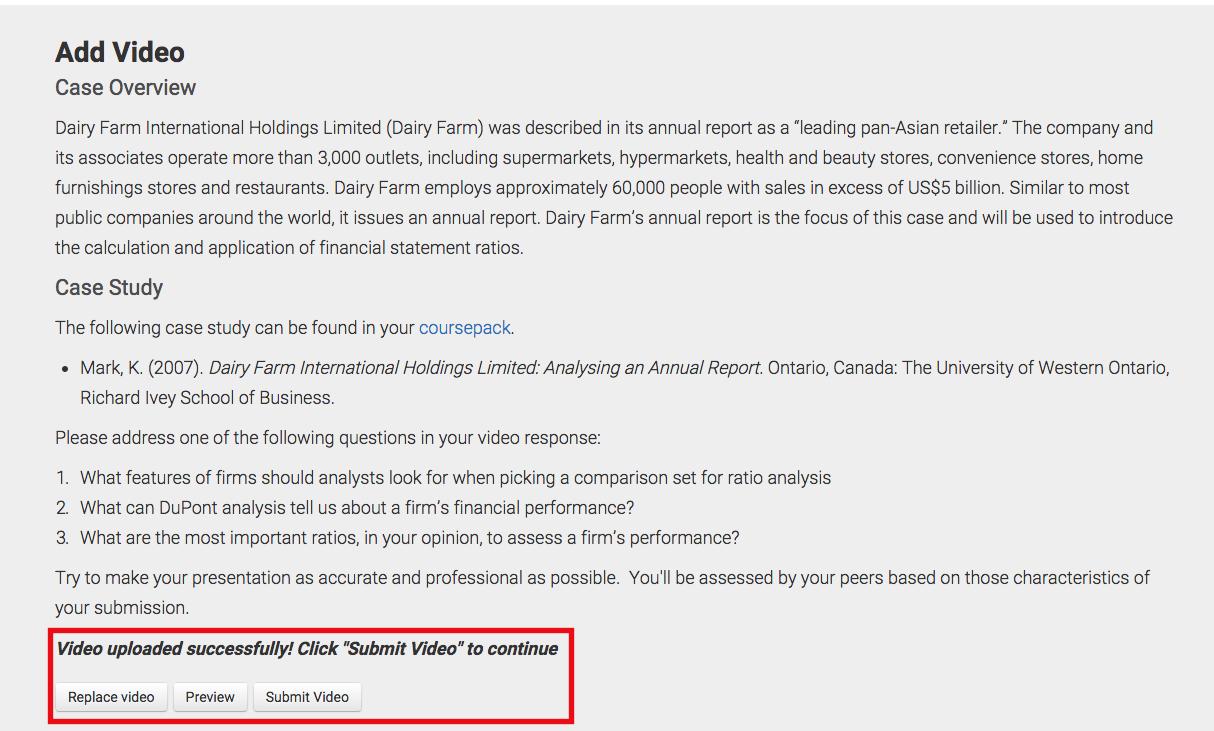 Add Video
Case Overview
Dairy Farm International Holdings Limited (Dairy Farm) was described in its annual report as a “leading pan-Asian retailer.” The company and
its associates operate more than 3,000 outlets, including supermarkets, hypermarkets, health and beauty stores, convenience stores, home
furnishings stores and restaurants. Dairy Farm employs approximately 60,000 people with sales in excess of US$5 billion. Similar to most
public companies around the world, it issues an annual report. Dairy Farm’s annual report is the focus of this case and will be used to introduce
the calculation and application of financial statement ratios.
Case Study
The following case study can be found in your coursepack.
• Mark, K. (2007). Dairy Farm International Holdings Limited: Analysing an Annual Report. Ontario, Canada: The University of Western Ontario,
Richard Ivey School of Business.
Please address one of the following questions in your video response:
1. What features of firms should analysts look for when picking a comparison set for ratio analysis
2. What can DuPont analysis tell us about a firm’s financial performance?
3. What are the most important ratios, in your opinion, to assess a firm’s performance?
Try to make your presentation as accurate and professional as possible.  You'll be assessed by your peers based on those characteristics of
your submission.
Video uploaded successfully! Click "Submit Video" to continue
Replace video Preview Submit Video